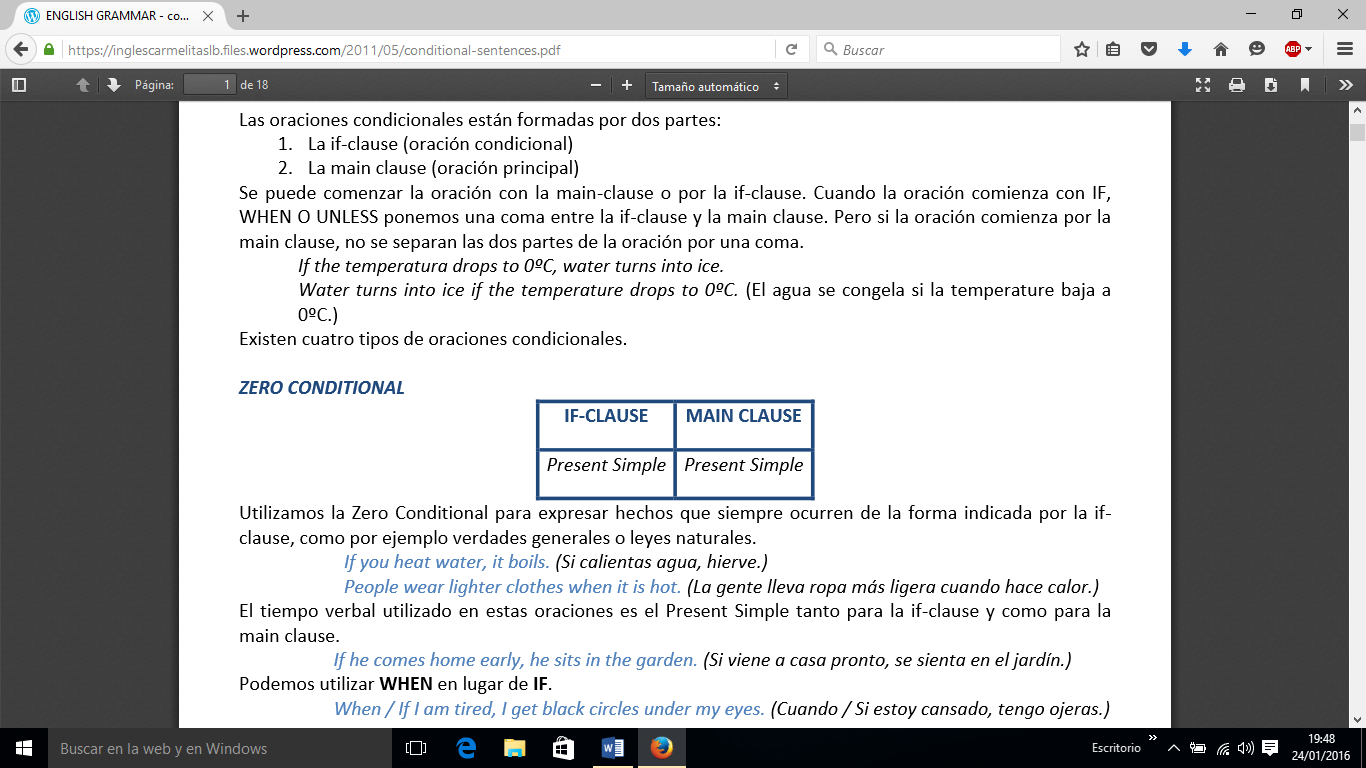 ENGLISH GRAMMAR - co...
https://inglescarmelitaslb.files.wordpress.com/2011/05/conditional-sentences.pdf
Buscar
ABP
Página: 1 de 18
Tamaño automático
Las oraciones condicionales están formadas por dos partes:
1. La if-clause (oración condicional)
2. La main clause (oración principal)
Se puede comenzar la oración con la main-clause o por la if-clause. Cuando la oración comienza con IF,
WHEN O UNLESS ponemos una coma entre la if-clause y la main clause. Pero si la oración comienza por la
main clause, no se separan las dos partes de la oración por una coma.
If the temperatura drops to 0ºC, water turns into ice.
Water turns into ice if the temperature drops to 0ºC. (El agua se congela si la temperature baja a
0ºC.)
Existen cuatro tipos de oraciones condicionales.
ZERO CONDITIONAL
IF-CLAUSE MAIN CLAUSE
Present Simple Present Simple
Utilizamos la Zero Conditional para expresar hechos que siempre ocurren de la forma indicada por la if-
clause, como por ejemplo verdades generales o leyes naturales.
If you heat water, it boils. (Si calientas agua, hierve.)
People wear lighter clothes when it is hot. (La gente lleva ropa más ligera cuando hace calor.)
El tiempo verbal utilizado en estas oraciones es el Present Simple tanto para la if-clause y como para la
main clause.
If he comes home early, he sits in the garden. (Si viene a casa pronto, se sienta en el jardín.)
Podemos utilizar WHEN en lugar de IF.
When / If I am tired, I get black circles under my eyes. (Cuando / Si estoy cansado, tengo ojeras.)
Buscar en la web y en Windows
Escritorio
19:48
24/01/2016